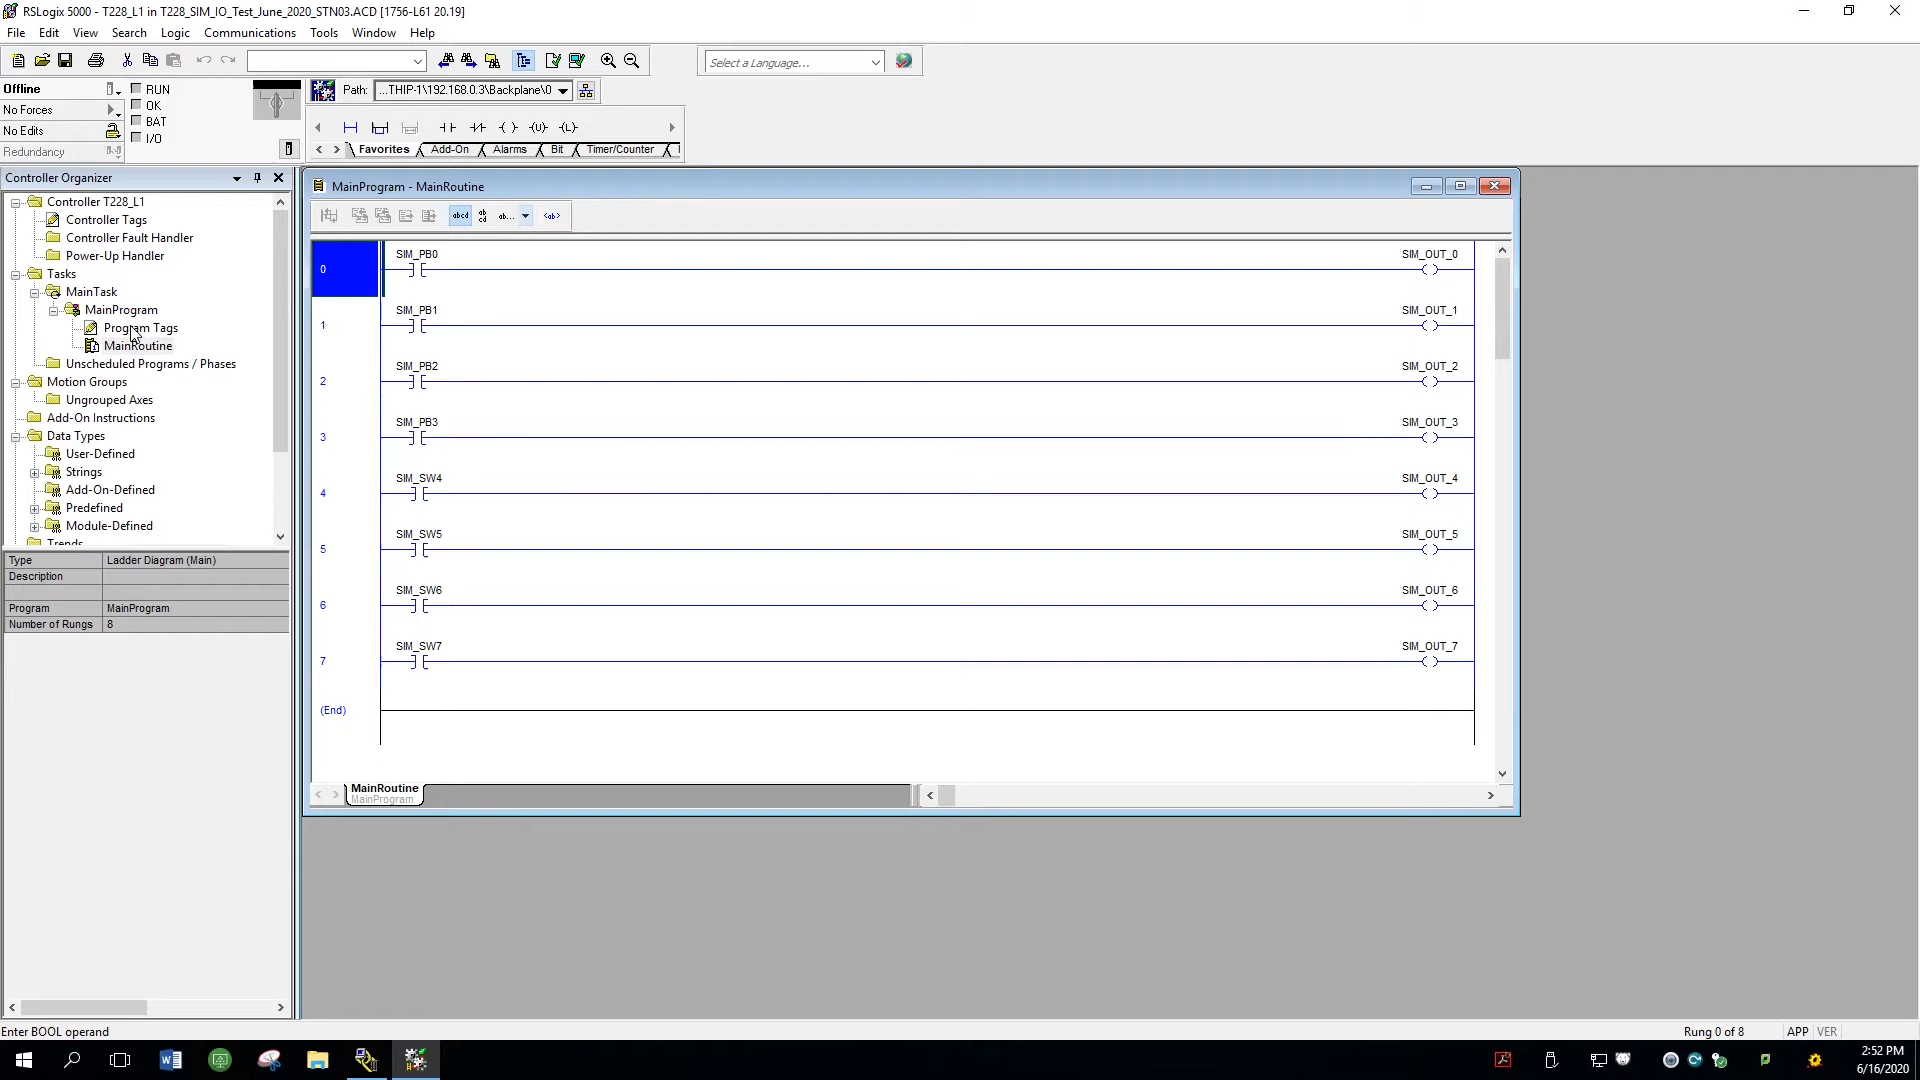 RSLogix 5000 - T228_L1 in T228_SIM_IO_Test_June_2020_STN03.ACD [1756-L61 20.19]
File Edit View Search Logic Communications Tools Window Help
Select a Language...
Offline
RUN
No Forces
OK
No Edits
BAT
Redundancy
I/O
Path: ...THIP-1\192.168.0.3\Backplane\0
Favorites Add-On Alarms Bit Timer/Counter
Controller Organizer
Controller T228_L1
Controller Tags
Controller Fault Handler
Power-Up Handler
Tasks
MainTask
MainProgram
Program Tags
MainRoutine
Unscheduled Programs / Phases
Motion Groups
Ungrouped Axes
Add-On Instructions
Data Types
User-Defined
Strings
Add-On-Defined
Predefined
Module-Defined
Trends
Type Ladder Diagram (Main)
Description
Program MainProgram
Number of Rungs 8
MainProgram - MainRoutine
abcd ab cd ab... <ab>
SIM_PB0 SIM_OUT_0
0
SIM_PB1 SIM_OUT_1
1
SIM_PB2 SIM_OUT_2
2
SIM_PB3 SIM_OUT_3
3
SIM_SW4 SIM_OUT_4
4
SIM_SW5 SIM_OUT_5
5
SIM_SW6 SIM_OUT_6
6
SIM_SW7 SIM_OUT_7
7
(End)
MainRoutine
MainProgram
Enter BOOL operand
Rung 0 of 8 APP VER
2:52 PM
6/16/2020